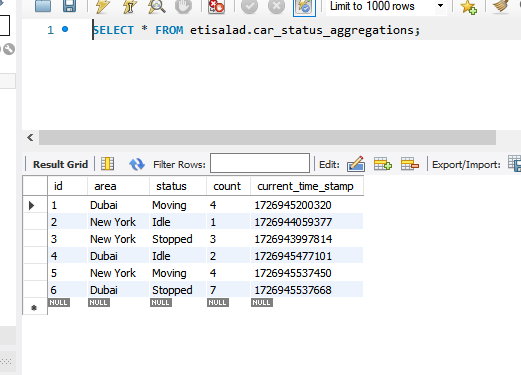 Limit to 1000 rows
1 SELECT * FROM etisalad.car_status_aggregations;
Result Grid Filter Rows: Edit: Export/Import:
id area status count current_time_stamp
1 Dubai Moving 4 1726945200320
2 New York Idle 1 1726944059377
3 New York Stopped 3 1726943997814
4 Dubai Idle 2 1726945477101
5 New York Moving 4 1726945537450
6 Dubai Stopped 7 1726945537668
NULL NULL NULL NULL NULL